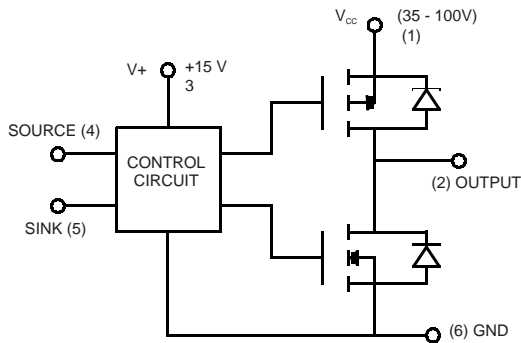 Vcc (35 - 100V)
(1)
V+ +15 V
3
SOURCE (4)
CONTROL
CIRCUIT
(2) OUTPUT
SINK (5)
(6) GND